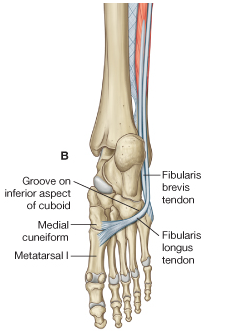 B
Groove on
inferior aspect
of cuboid
Medial
cuneiform
Metatarsal I
Fibularis
brevis
tendon
Fibularis
longus
tendon